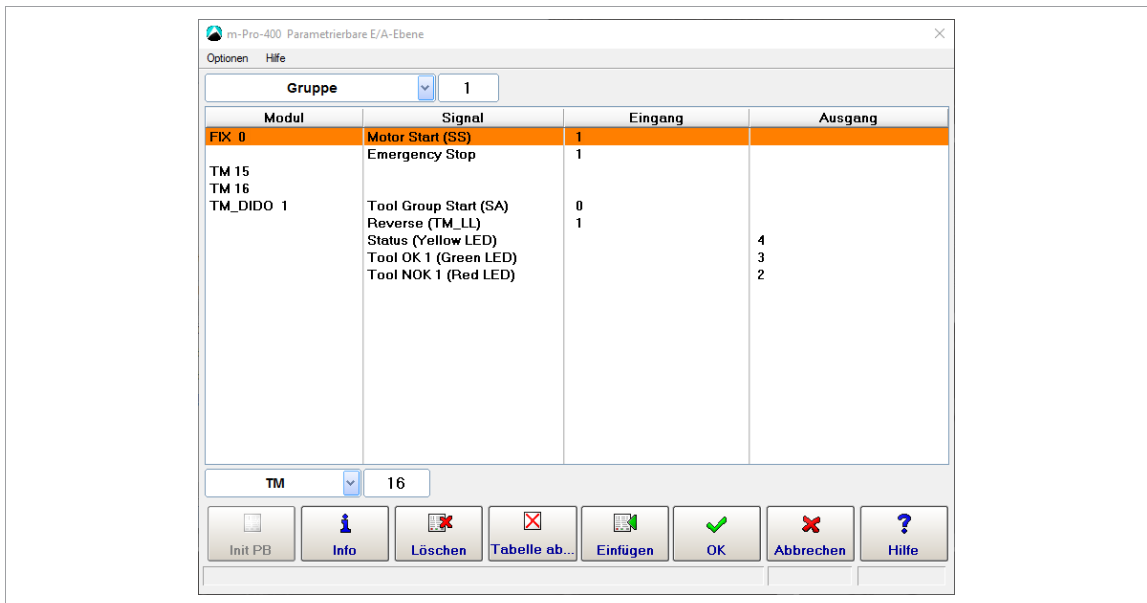 m-Pro-400 Parametrierbare E/A-Ebene
Optionen Hilfe
Gruppe 1
Modul Signal Eingang Ausgang
FIX 0 Motor Start (SS) 1
Emergency Stop 1
TM 15
TM 16
TM_DIDO 1 Tool Group Start (SA) 0
Reverse (TM_LL) 1
Status (Yellow LED) 4
Tool OK 1 (Green LED) 3
Tool NOK 1 (Red LED) 2
TM 16
Init PB Info Löschen Tabelle ab... Einfügen OK Abbrechen Hilfe